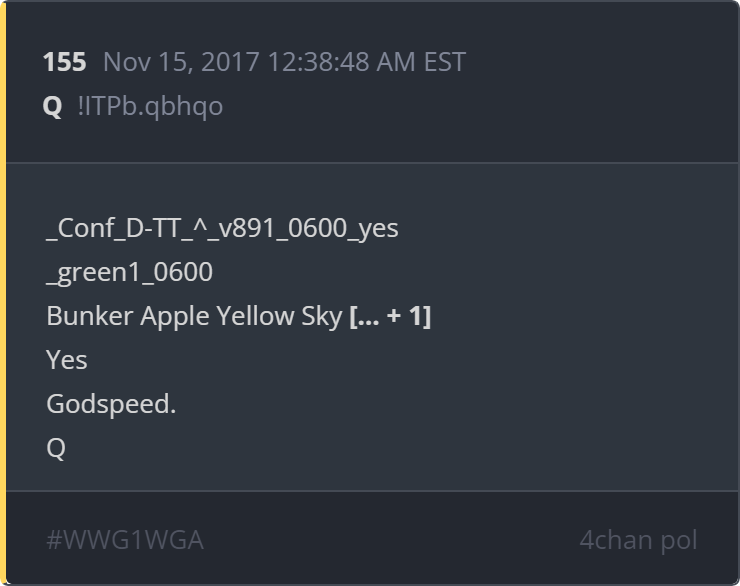 155 Nov 15, 2017 12:38:48 AM EST
Q !ITPb.qbhqo
_Conf_D-TT_^_v891_0600_yes
_green1_0600
Bunker Apple Yellow Sky [... + 1]
Yes
Godspeed.
Q
#WWG1WGA 4chan pol